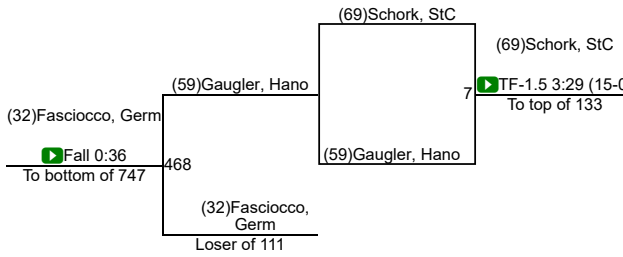 (69)Schork, StC
(69)Schork, StC
(59)Gaugler, Hano
7
TF-1.5 3:29 (15-0
To top of 133
(32)Fasciocco, Germ
Fall 0:36
468
(59)Gaugler, Hano
To bottom of 747
(32)Fasciocco,
Germ
Loser of 111